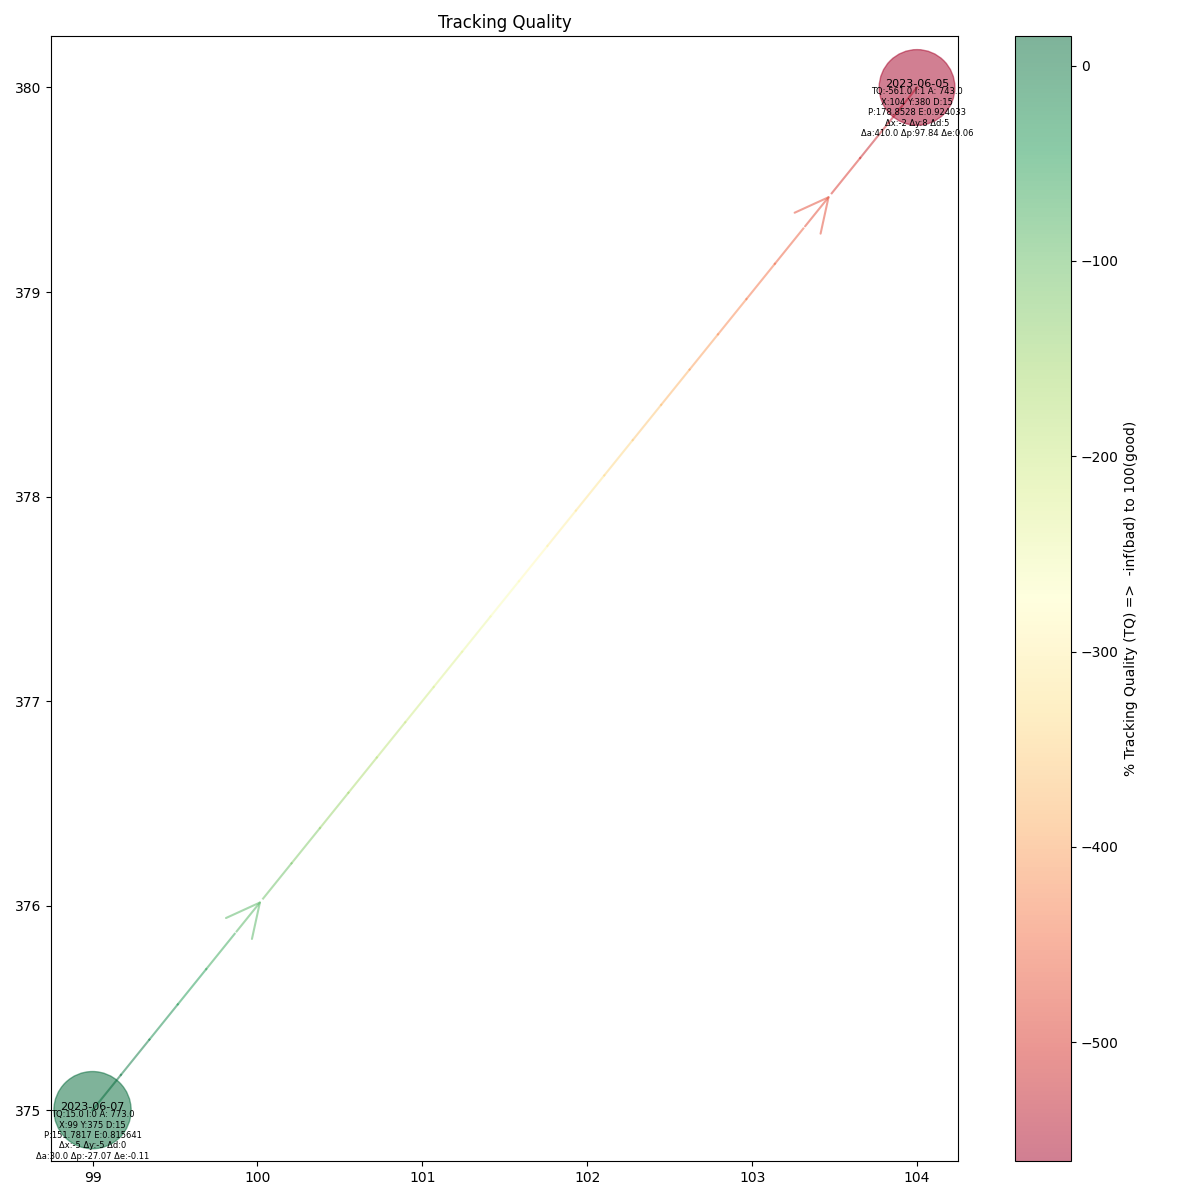 Tracking Quality
2023-06-05
TQ:-561.0 I:1 A: 743.0
X:104 Y:380 D:15
P:178.8528 E:0.924033
Δx:-2 Δy:8 Δd:5
Δa:410.0 Δp:97.84 Δe:0.06
2023-06-07
TQ:15.0 I:0 A: 773.0
X:99 Y:375 D:15
P:151.7817 E:0.815641
Δx:-5 Δy:-5 Δd:0
Δa:30.0 Δp:-27.07 Δe:-0.11
380
379
378
377
376
375
99
100
101
102
103
104
0
−100
−200
−300
−400
−500
% Tracking Quality (TQ) => -inf(bad) to 100(good)